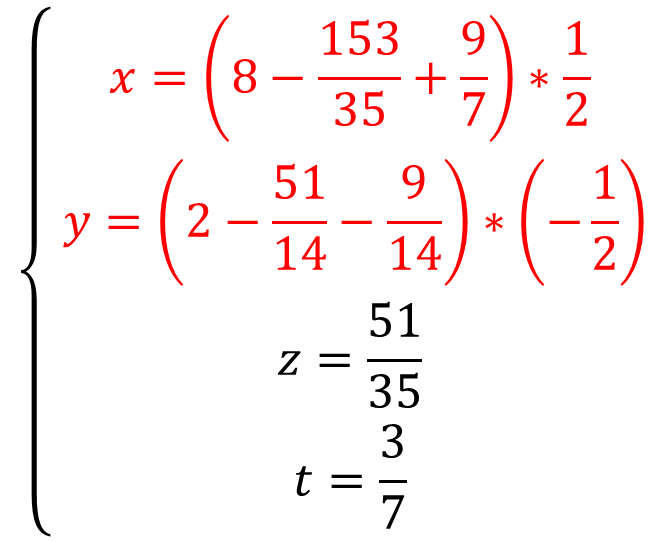 x = (8 − 153/35 + 9/7) * 1/2
y = (2 − 51/14 − 9/14) * (−1/2)
z = 51/35
t = 3/7